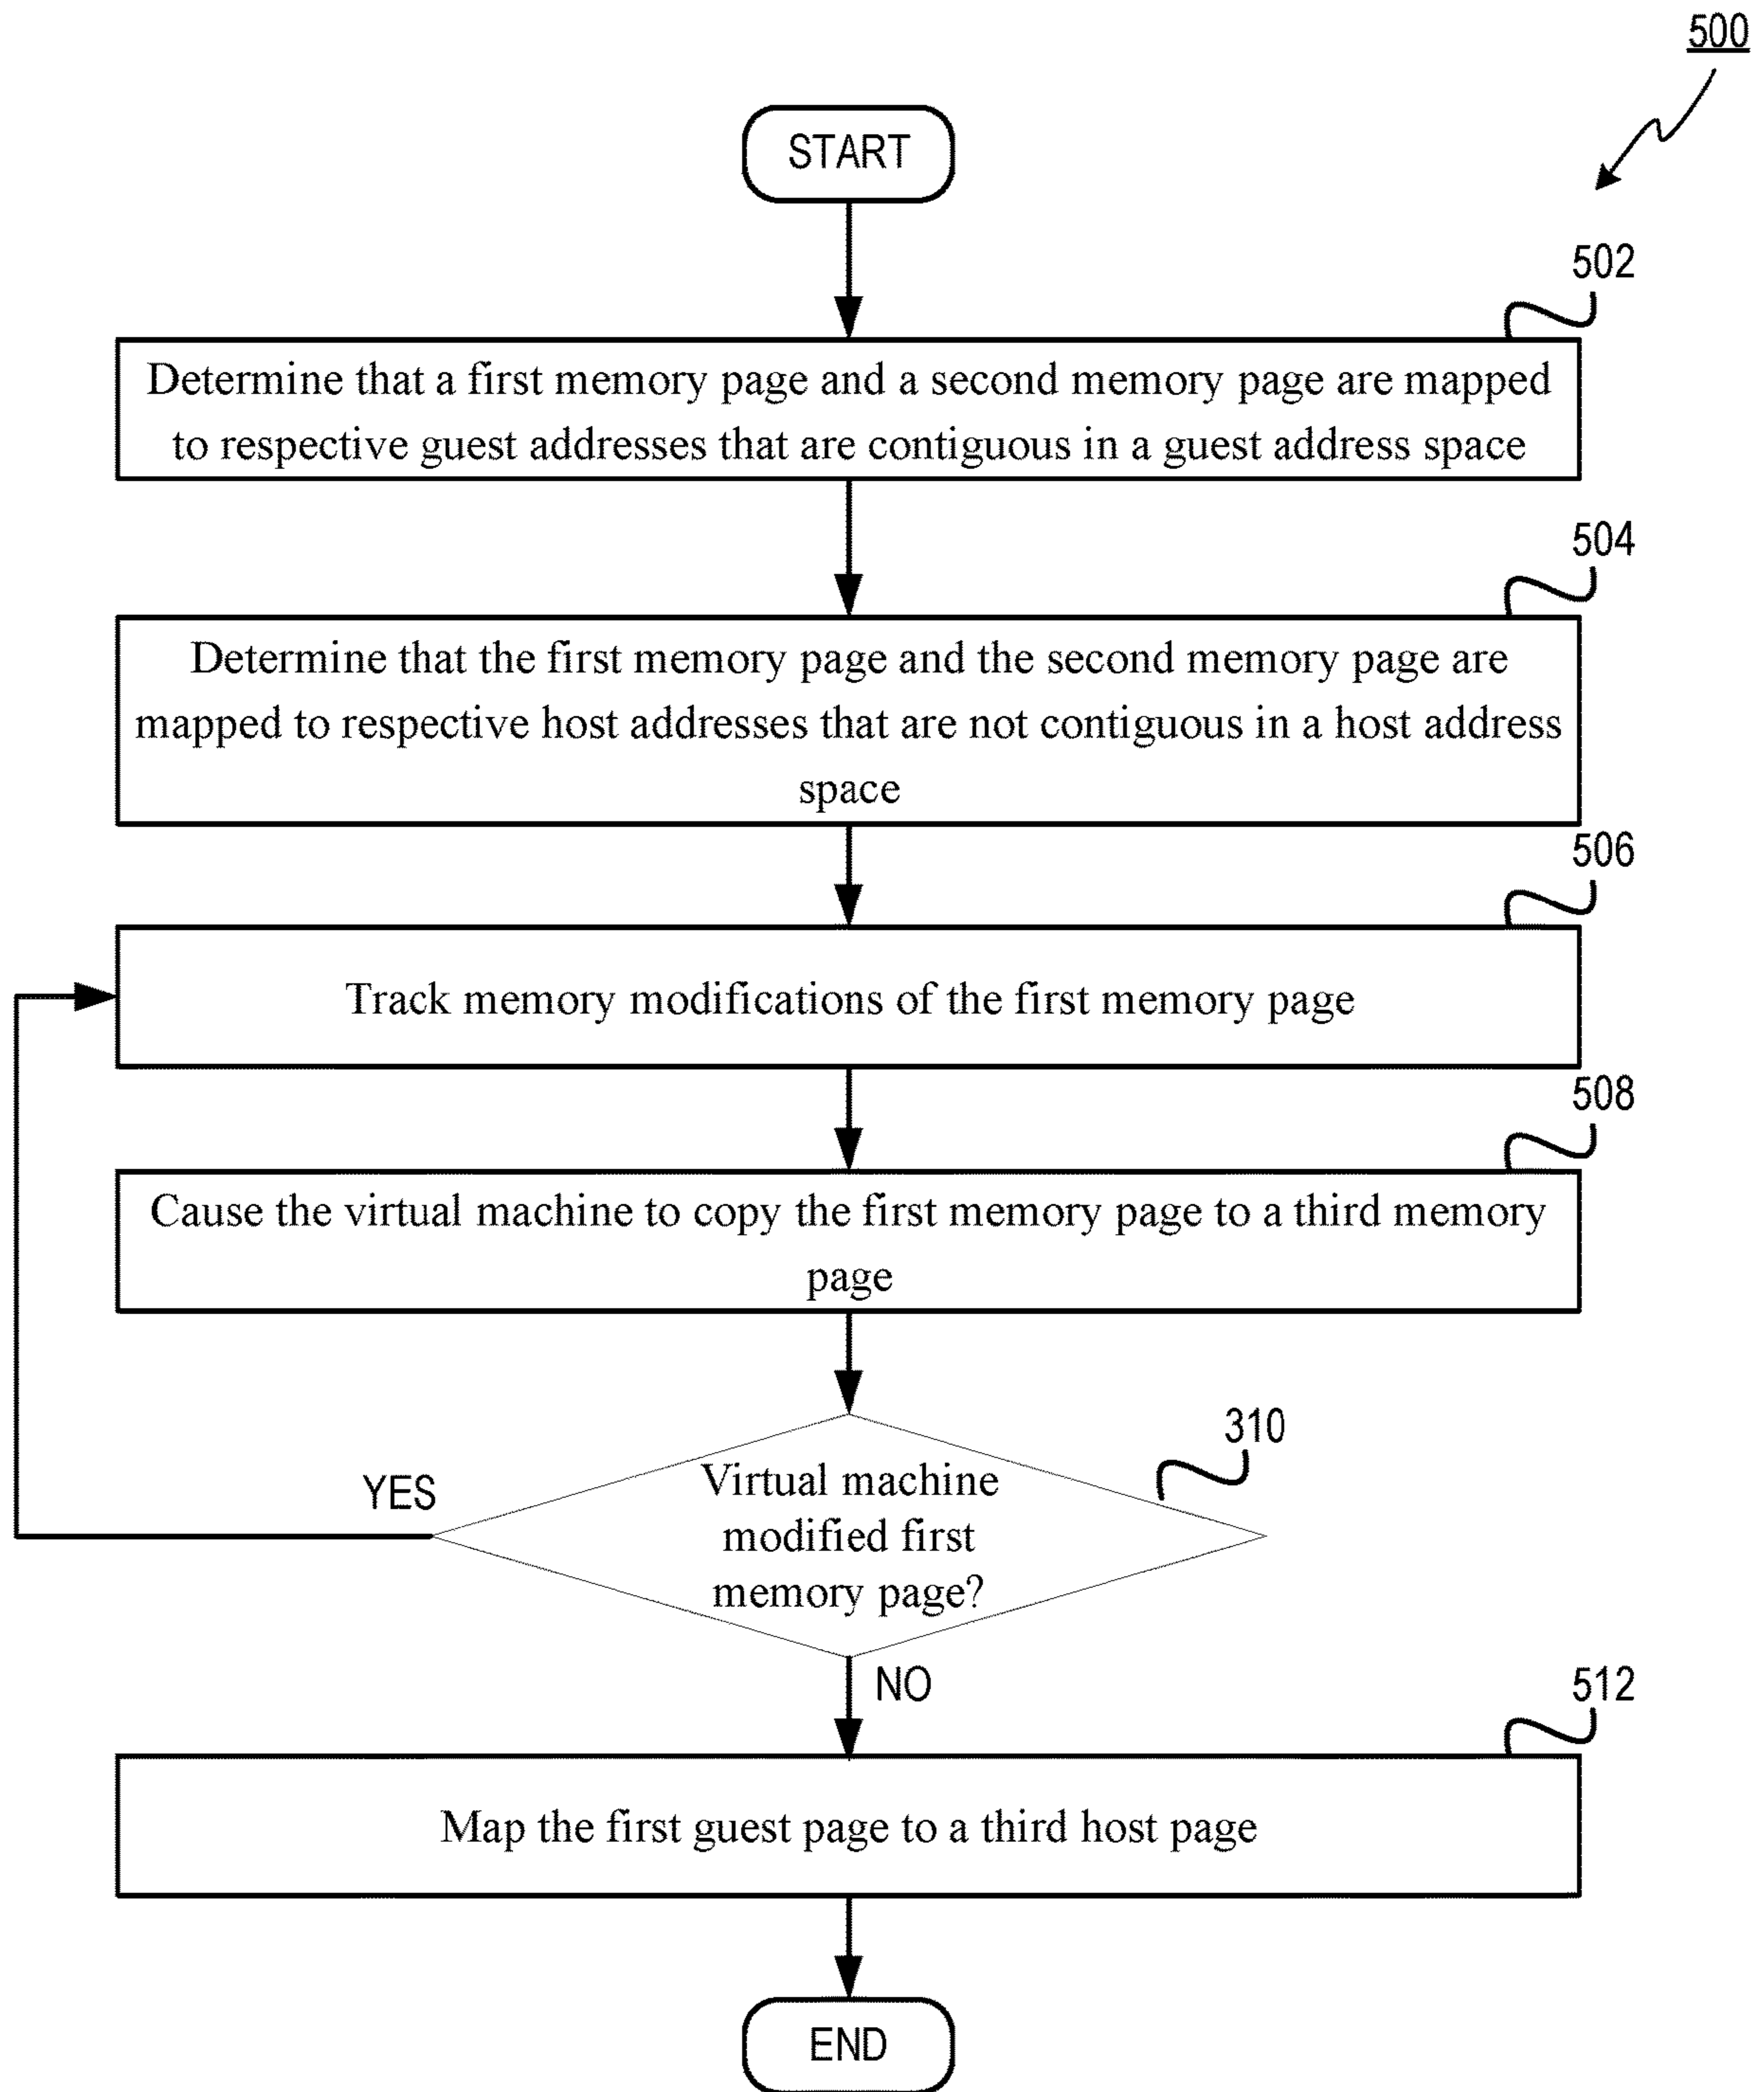 500
START
502
Determine that a first memory page and a second memory page are mapped
to respective guest addresses that are contiguous in a guest address space
504
Determine that the first memory page and the second memory page are
mapped to respective host addresses that are not contiguous in a host address
space
506
Track memory modifications of the first memory page
508
Cause the virtual machine to copy the first memory page to a third memory
page
310
YES
Virtual machine
modified first
memory page?
NO
512
Map the first guest page to a third host page
END